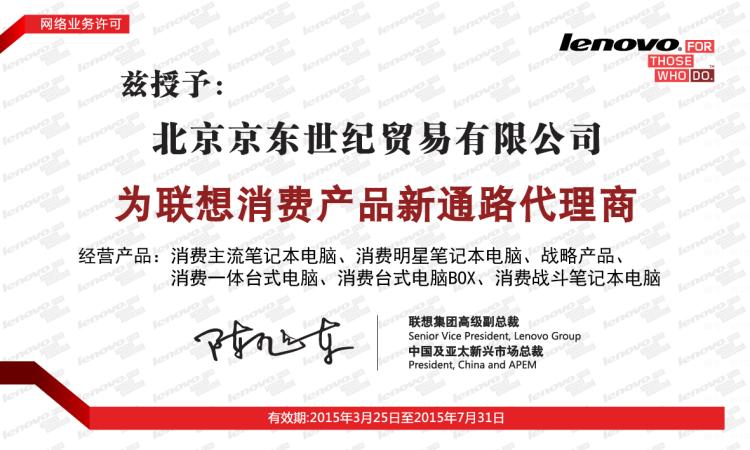 网络业务许可
lenovo. FOR
THOSE
WHO DO.™
兹授予：
北京京东世纪贸易有限公司
为联想消费产品新通路代理商
经营产品：消费主流笔记本电脑、消费明星笔记本电脑、战略产品、
消费一体台式电脑、消费台式电脑BOX、消费战斗笔记本电脑
联想集团高级副总裁
Senior Vice President, Lenovo Group
中国及亚太新兴市场总裁
President, China and APEM
有效期:2015年3月25日至2015年7月31日